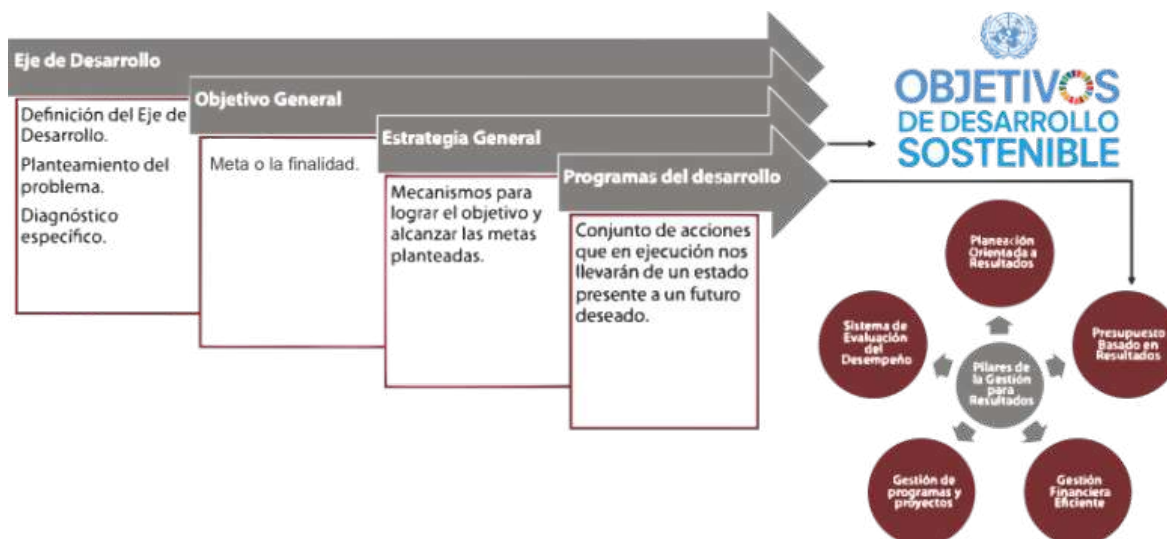 Eje de Desarrollo
Definición del Eje de
Desarrollo.
Planteamiento del
problema.
Diagnóstico
específico.
Objetivo General
Meta o la finalidad.
Estrategia General
Mecanismos para
lograr el objetivo y
alcanzar las metas
planteadas.
Programas del desarrollo
Conjunto de acciones
que en ejecución nos
llevarán de un estado
presente a un futuro
deseado.
OBJETIVOS
DE DESARROLLO
SOSTENIBLE
Planeación
Orientada a
Resultados
Sistema de
Evaluación
del
Desempeño
Presupuesto
Basado en
Resultados
Pilares de
la Gestión
para
Resultados
Gestión de
programas y
proyectos
Gestión
Financiera
Eficiente